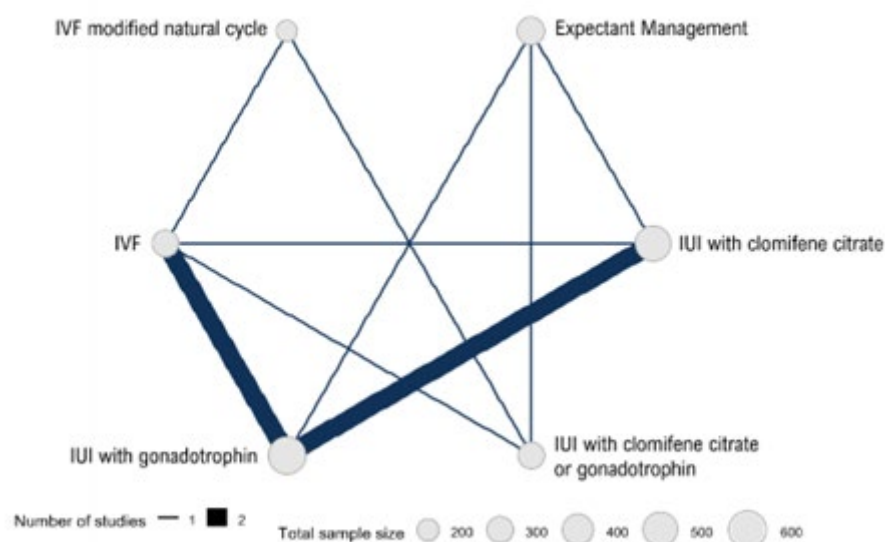 IVF modified natural cycle
Expectant Management
IVF
IUI with clomifene citrate
IUI with gonadotrophin
IUI with clomifene citrate
or gonadotrophin
Number of studies 1 2
Total sample size 200 300 400 500 600